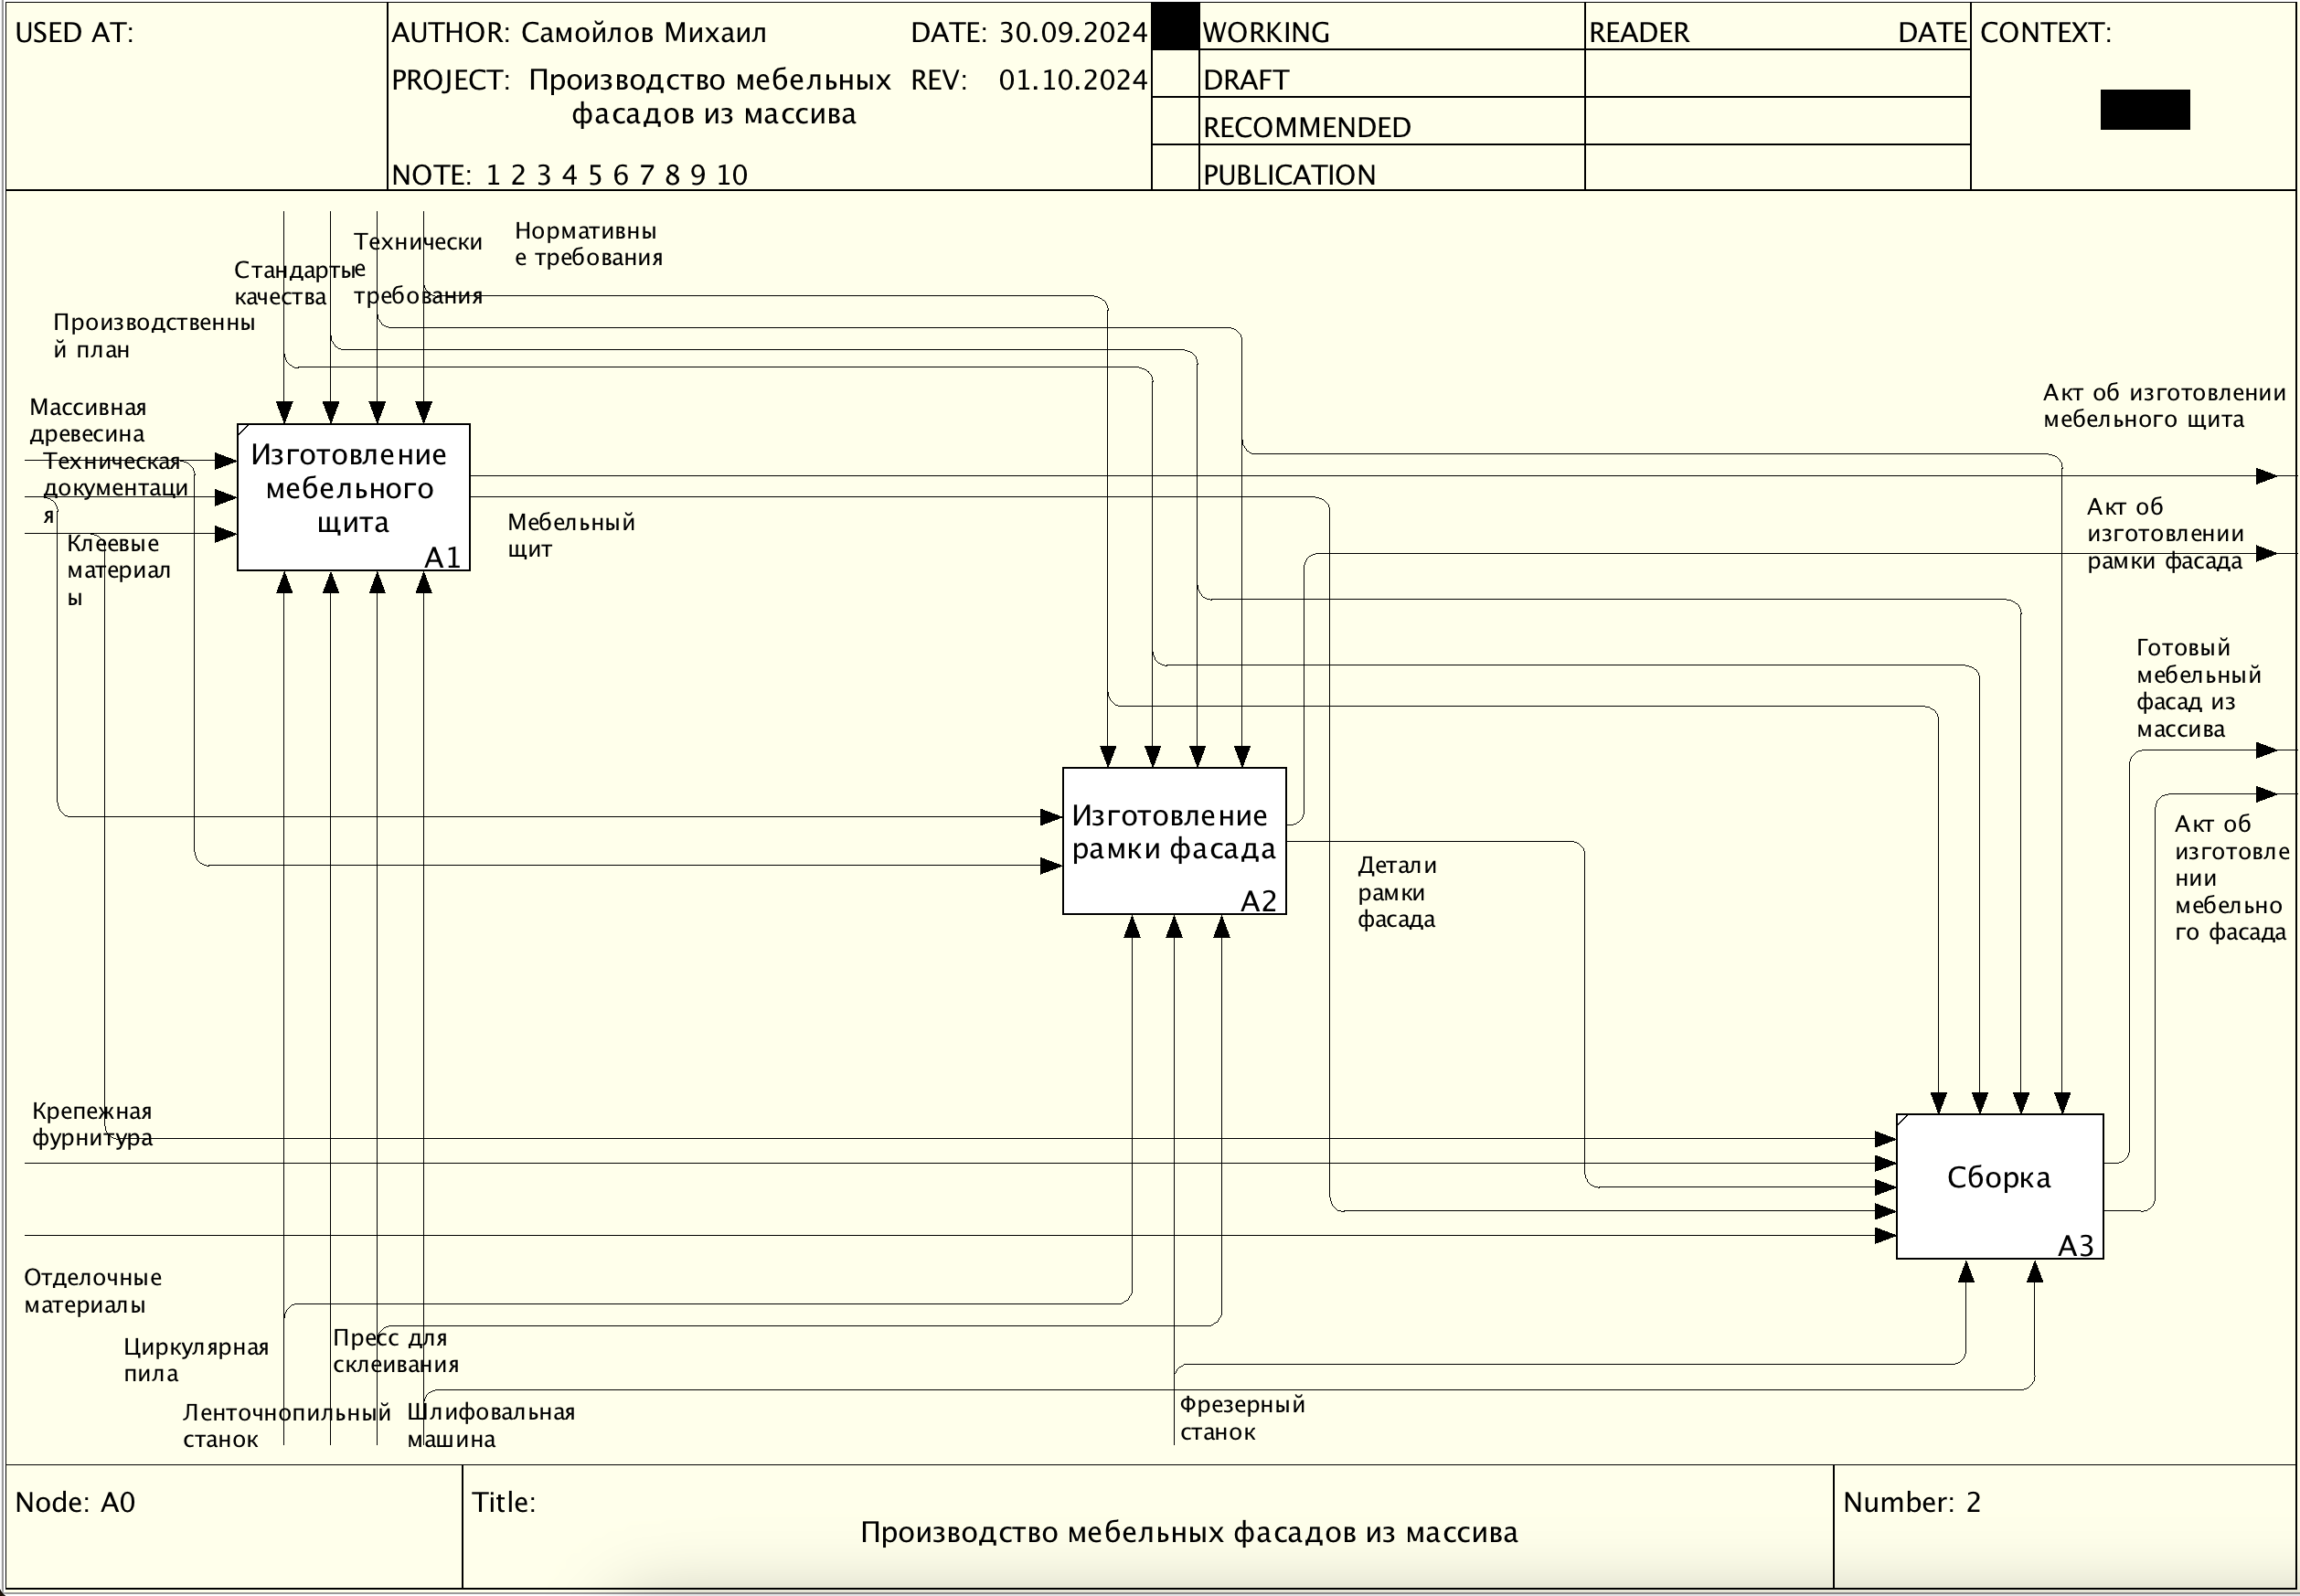 USED AT:
AUTHOR: Самойлов Михаил
DATE: 30.09.2024
PROJECT: Производство мебельных
фасадов из массива
REV: 01.10.2024
NOTE: 1 2 3 4 5 6 7 8 9 10
WORKING
DRAFT
RECOMMENDED
PUBLICATION
READER
DATE
CONTEXT:
Технически
е
требования
Нормативны
е требования
Стандарты
качества
Производственны
й план
Массивная
древесина
Техническая
документаци
я
Клеевые
материал
ы
Изготовление
мебельного
щита
A1
Мебельный
щит
Акт об изготовлении
мебельного щита
Акт об
изготовлении
рамки фасада
Готовый
мебельный
фасад из
массива
Акт об
изготовле
нии
мебельно
го фасада
Изготовление
рамки фасада
A2
Детали
рамки
фасада
Крепежная
фурнитура
Сборка
A3
Отделочные
материалы
Циркулярная
пила
Пресс для
склеивания
Ленточнопильный
станок
Шлифовальная
машина
Фрезерный
станок
Node: A0
Title:
Производство мебельных фасадов из массива
Number: 2